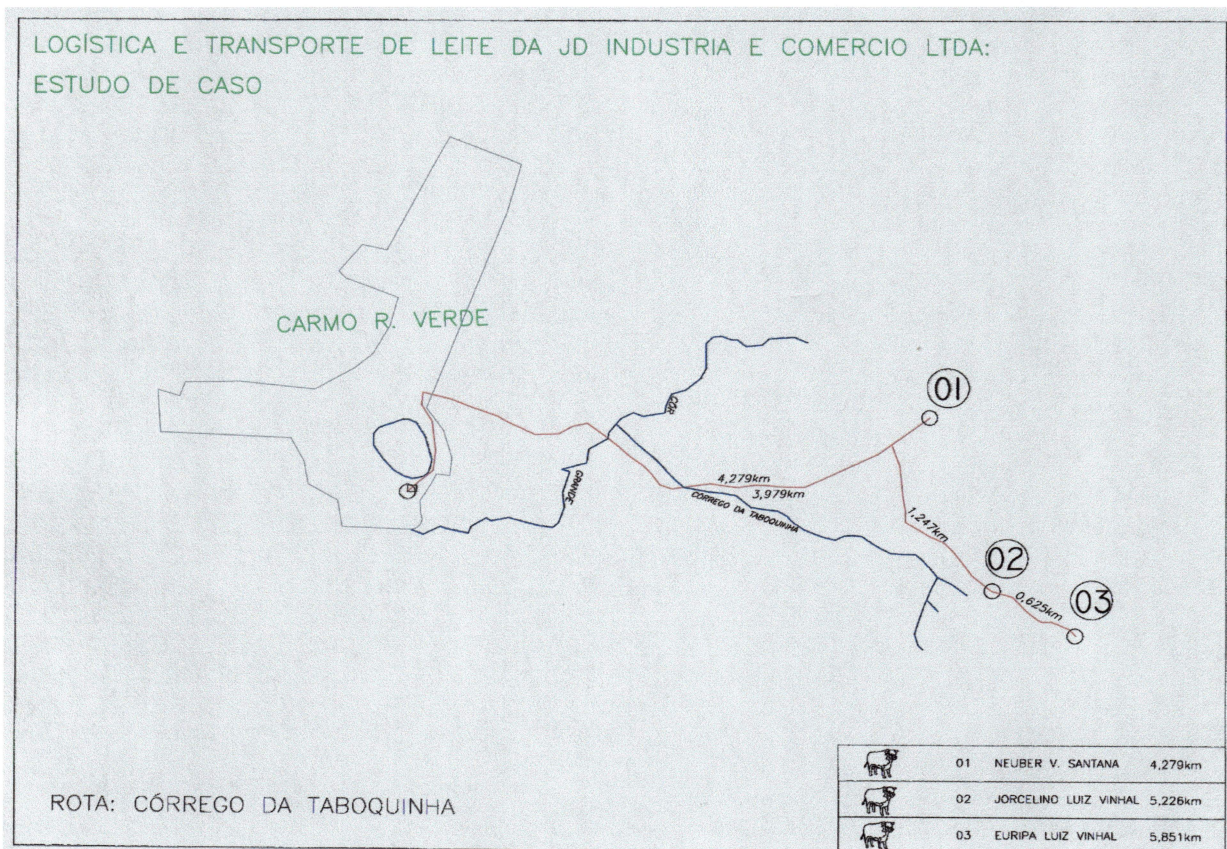 LOGÍSTICA E TRANSPORTE DE LEITE DA JD INDUSTRIA E COMERCIO LTDA:
ESTUDO DE CASO
CARMO R. VERDE
CÓR.
GRANDE
01
4,279km
3,979km
CÓRREGO DA TABOQUINHA
1,247km
02
0,625km
03
01 NEUBER V. SANTANA 4,279km
02 JORCELINO LUIZ VINHAL 5,226km
03 EURIPA LUIZ VINHAL 5,851km
ROTA: CÓRREGO DA TABOQUINHA